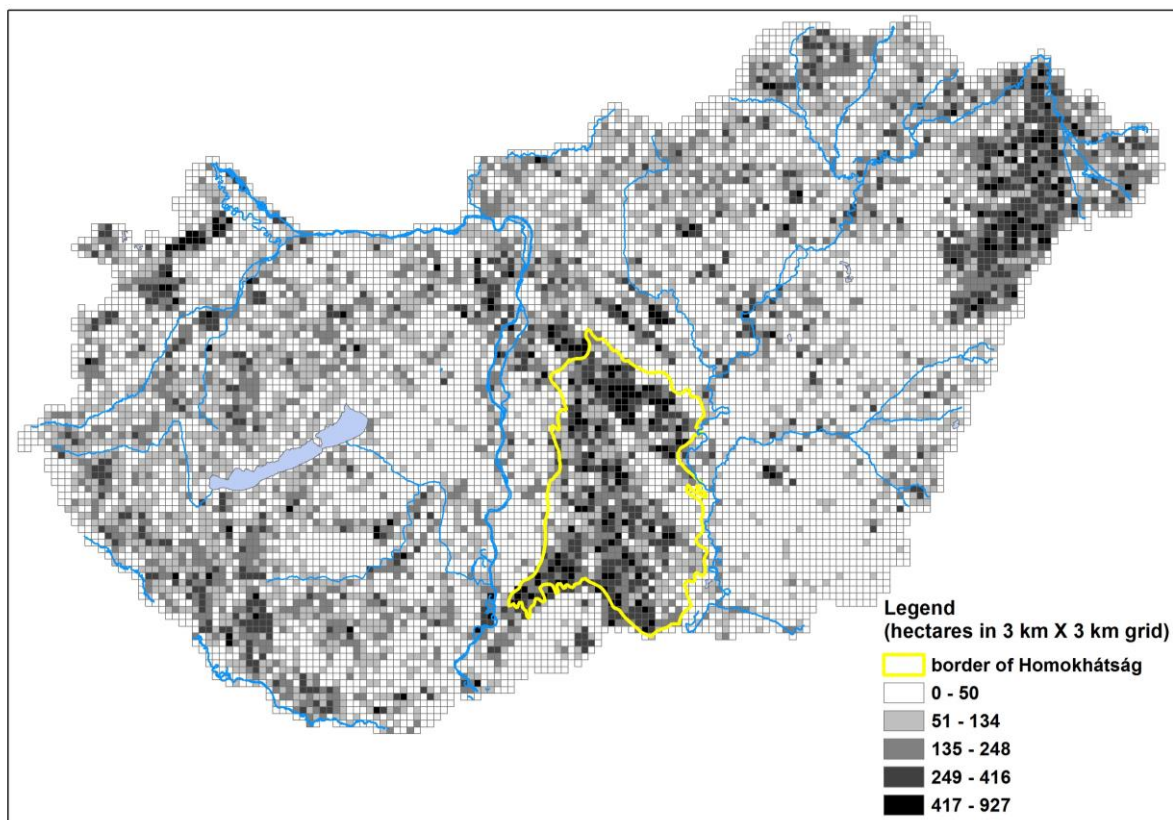 Legend
(hectares in 3 km X 3 km grid)
border of Homokhátság
0 - 50
51 - 134
135 - 248
249 - 416
417 - 927